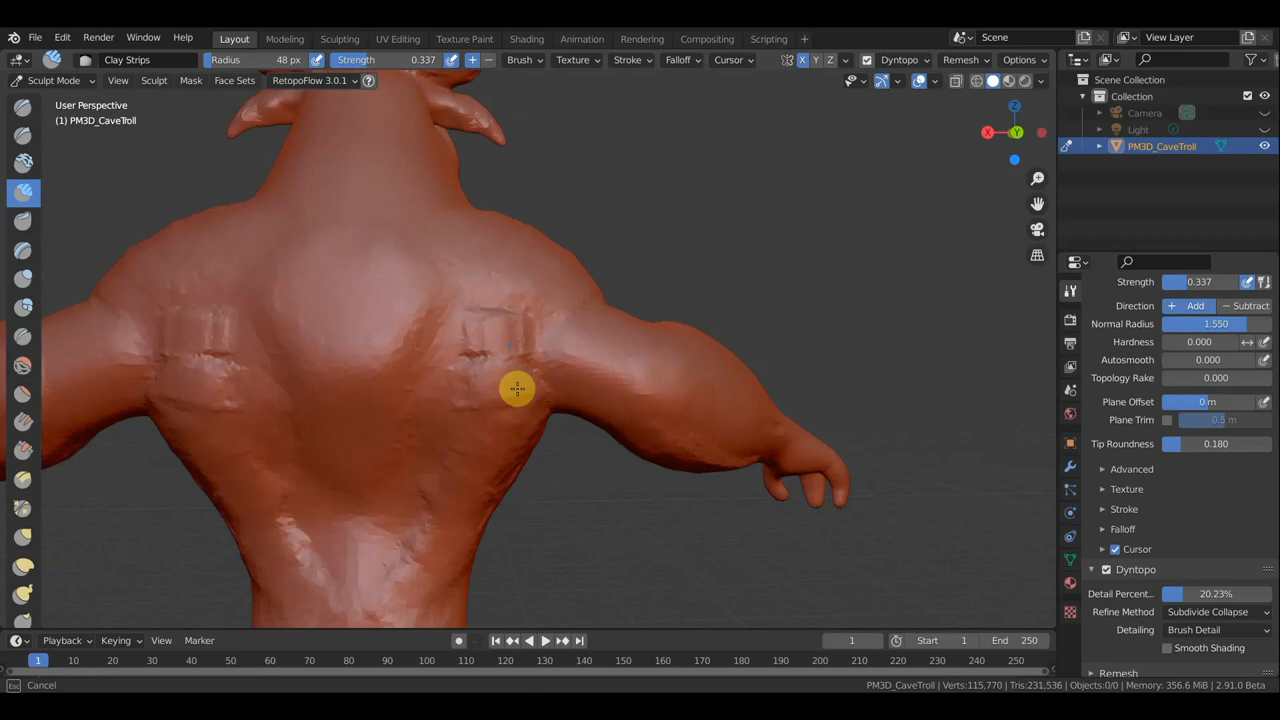 File Edit Render Window Help Layout Modeling Sculpting UV Editing Texture Paint Shading Animation Rendering Compositing Scripting + Scene View Layer
Clay Strips Radius 48 px Strength 0.337 Brush Texture Stroke Falloff Cursor X Y Z Dyntopo Remesh Options
Sculpt Mode View Sculpt Mask Face Sets RetopoFlow 3.0.1 ?
User Perspective
(1) PM3D_CaveTroll
Z
X Y
Scene Collection
Collection
Camera
Light
PM3D_CaveTroll
Strength 0.337
Direction + Add − Subtract
Normal Radius 1.550
Hardness 0.000
Autosmooth 0.000
Topology Rake 0.000
Plane Offset 0 m
Plane Trim 0.5 m
Tip Roundness 0.180
Advanced
Texture
Stroke
Falloff
Cursor
Dyntopo
Detail Percent.. 20.23%
Refine Method Subdivide Collapse
Detailing Brush Detail
Smooth Shading
Remesh
Playback Keying View Marker 1 Start 1 End 250
1 10 20 30 40 50 60 70 80 90 100 110 120 130 140 150 160 170 180 190 200 210 220 230 240 250
Esc Cancel PM3D_CaveTroll | Verts:115,770 | Tris:231,536 | Objects:0/0 | Memory: 356.6 MiB | 2.91.0 Beta